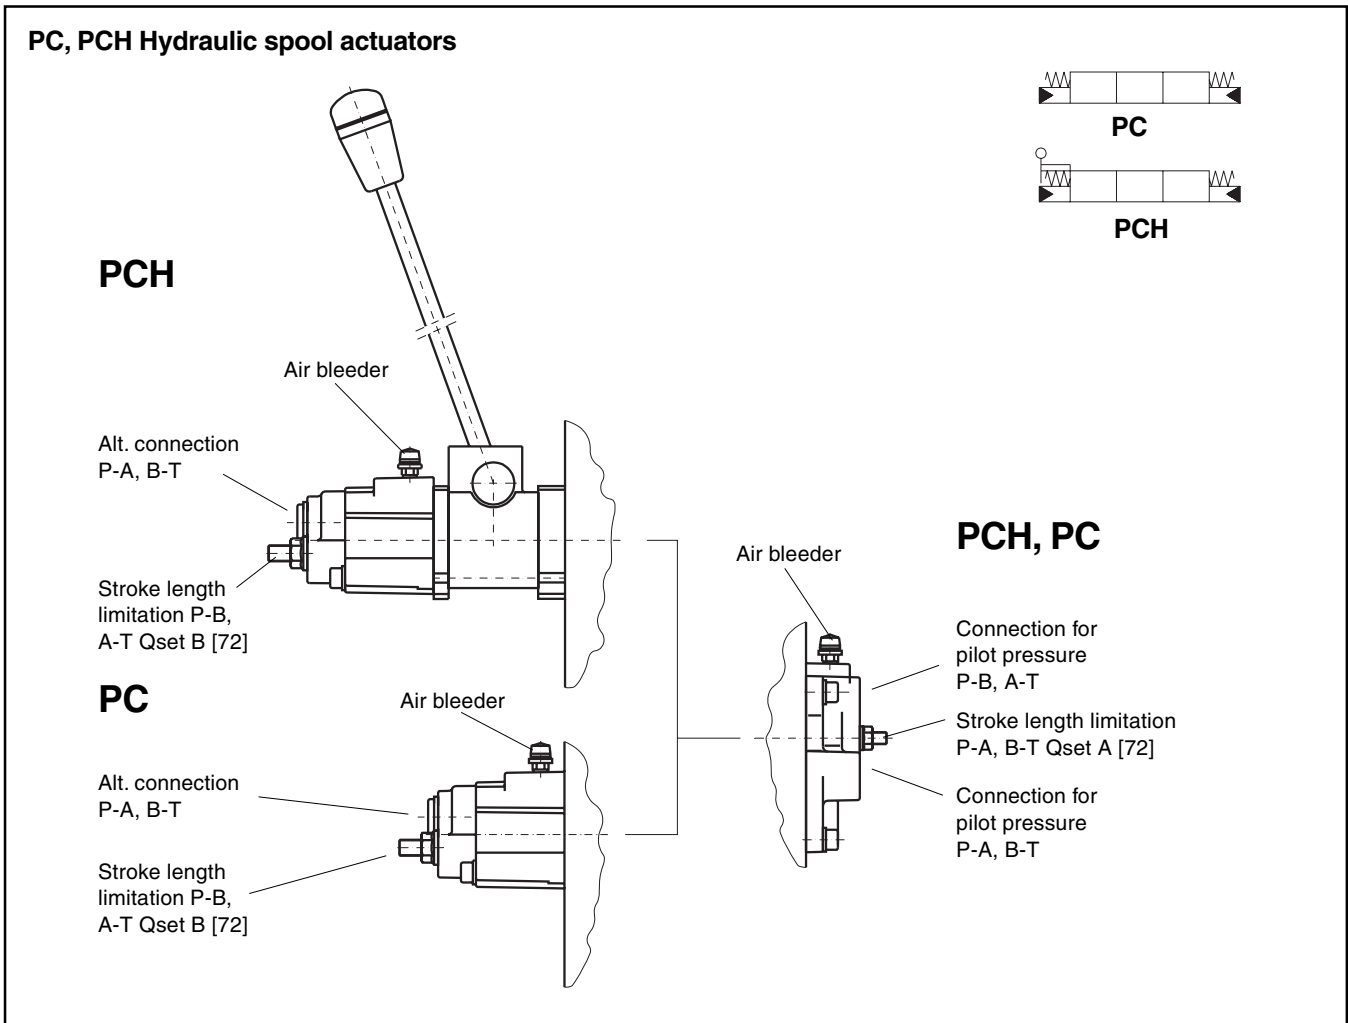 PC, PCH Hydraulic spool actuators
PC
PCH
PCH
Air bleeder
Alt. connection
P-A, B-T
Stroke length
limitation P-B,
A-T Qset B [72]
PC
Air bleeder
Alt. connection
P-A, B-T
Stroke length
limitation P-B,
A-T Qset B [72]
PCH, PC
Air bleeder
Connection for
pilot pressure
P-B, A-T
Stroke length limitation
P-A, B-T Qset A [72]
Connection for
pilot pressure
P-A, B-T